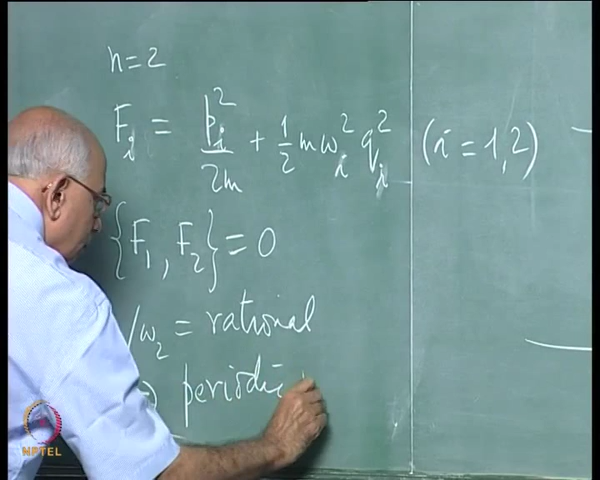 n=2
F_i = p_i^2/2m + 1/2 m ω_i^2 q_i^2 (i=1,2)
{F_1, F_2} = 0
/ω_2 = rational
periodic
NPTEL